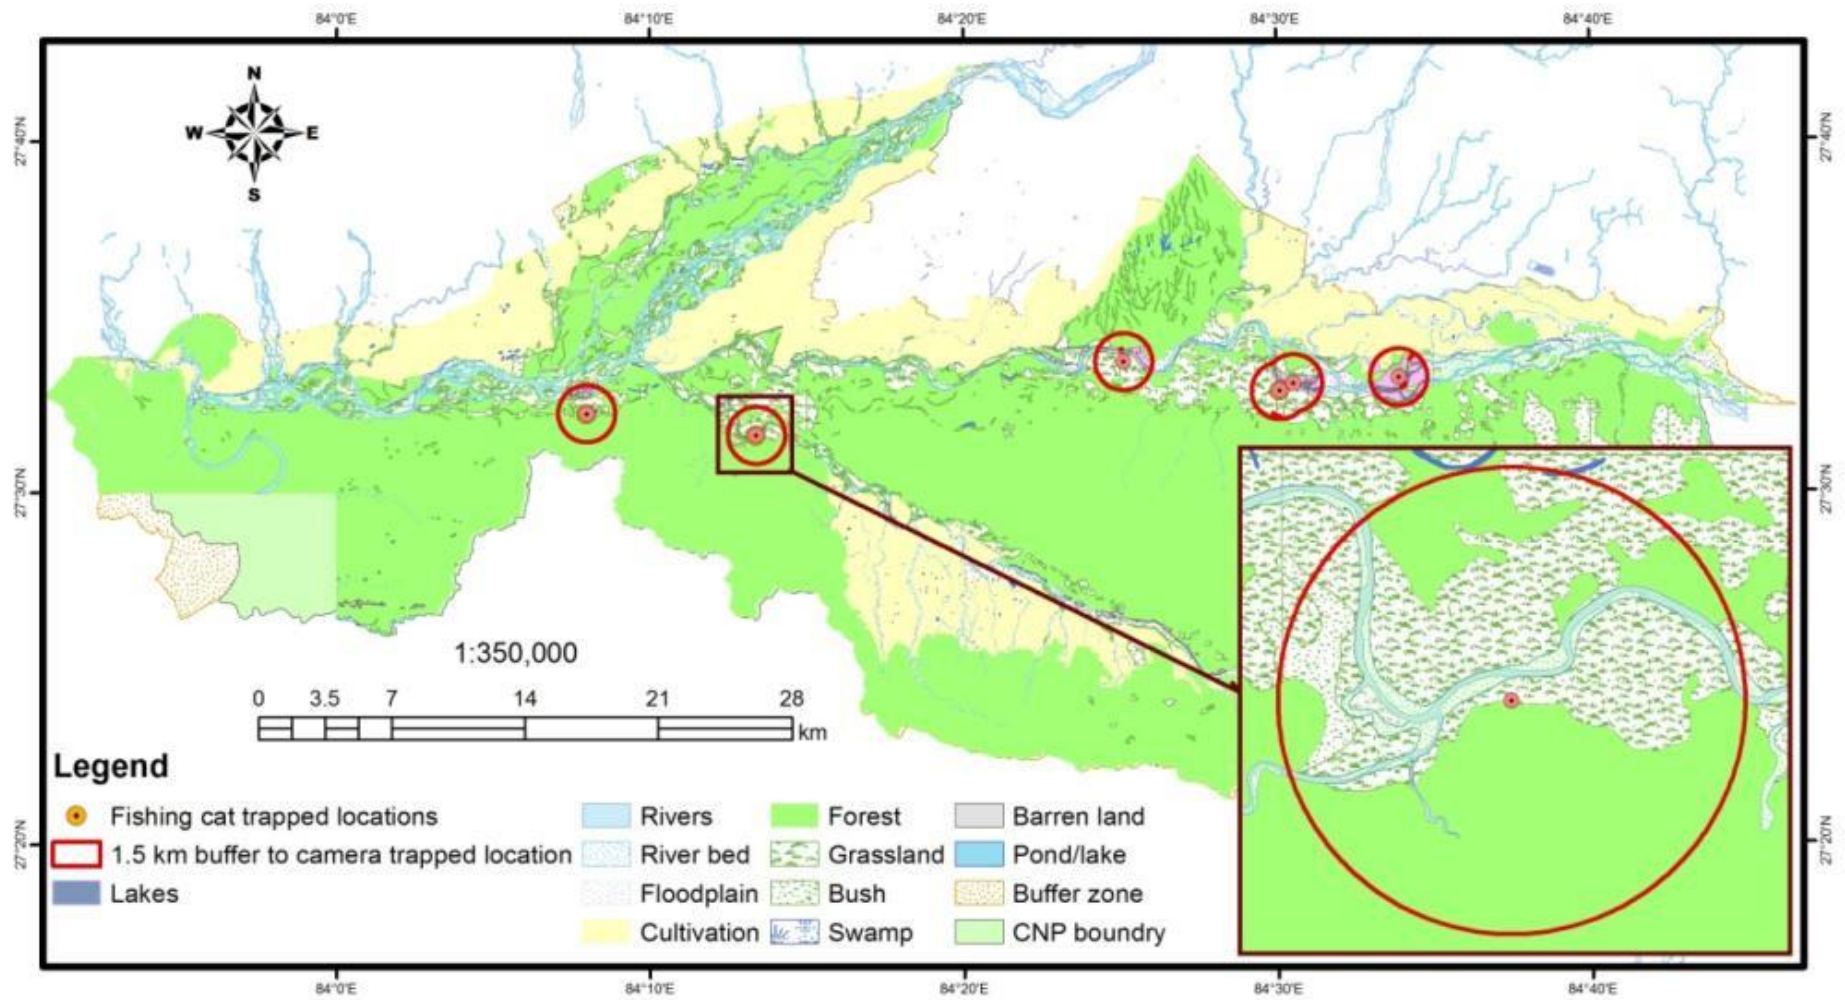 84°0'E 84°10'E 84°20'E 84°30'E 84°40'E
N
W E
S
27°40'N 27°40'N
27°30'N 27°30'N
27°20'N 27°20'N
1:350,000
0 3.5 7 14 21 28
km
Legend
Fishing cat trapped locations
1.5 km buffer to camera trapped location
Lakes
Rivers
River bed
Floodplain
Cultivation
Forest
Grassland
Bush
Swamp
Barren land
Pond/lake
Buffer zone
CNP boundry
84°0'E 84°10'E 84°20'E 84°30'E 84°40'E